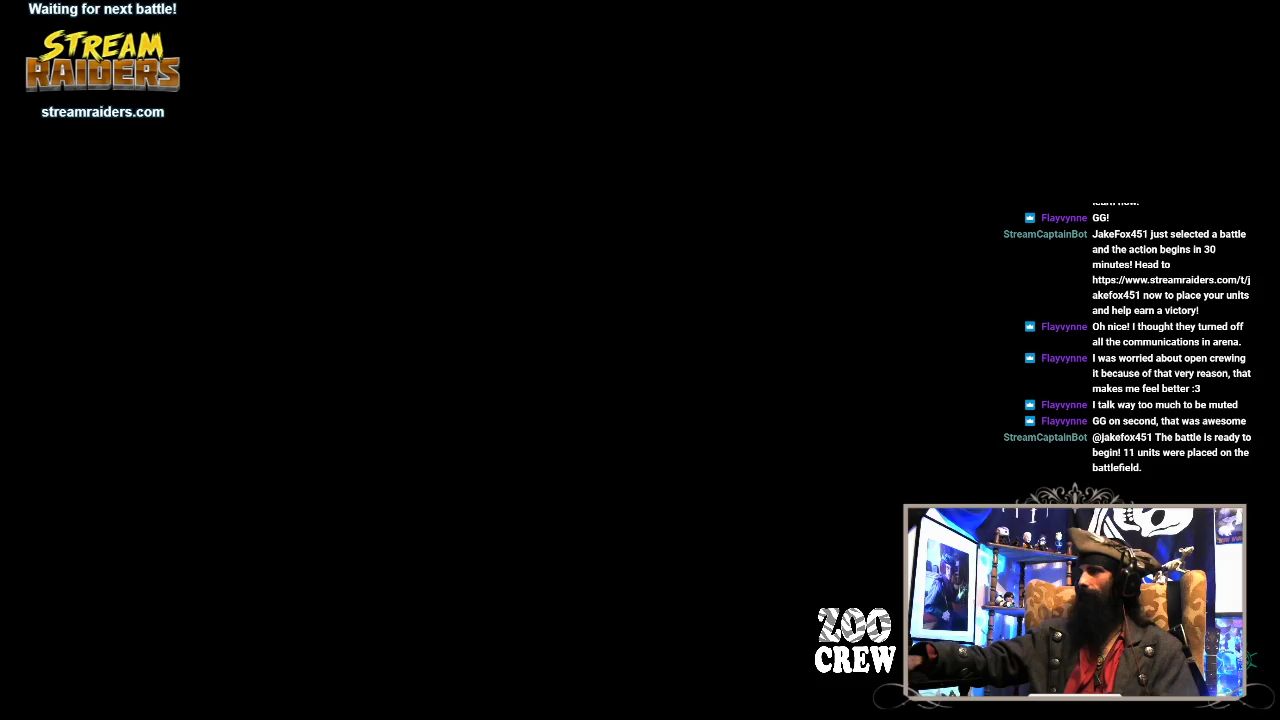 Waiting for next battle!
STREAM
RAIDERS
streamraiders.com
Flayvynne GG!
StreamCaptainBot JakeFox451 just selected a battle
and the action begins in 30
minutes! Head to
https://www.streamraiders.com/t/j
akefox451 now to place your units
and help earn a victory!
Flayvynne Oh nice! I thought they turned off
all the communications in arena.
Flayvynne I was worried about open crewing
it because of that very reason, that
makes me feel better :3
Flayvynne I talk way too much to be muted
Flayvynne GG on second, that was awesome
StreamCaptainBot @jakefox451 The battle is ready to
begin! 11 units were placed on the
battlefield.
ZOO
CREW